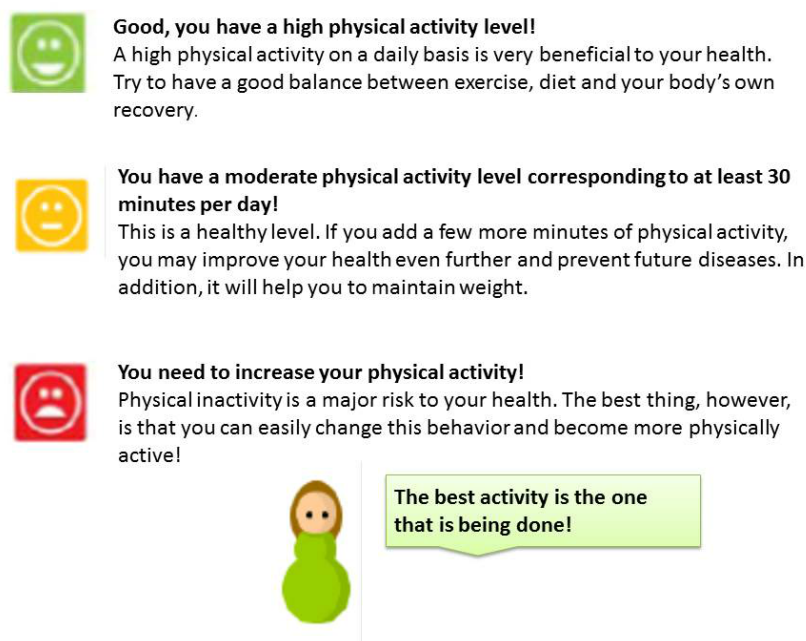 Good, you have a high physical activity level!
A high physical activity on a daily basis is very beneficial to your health.
Try to have a good balance between exercise, diet and your body’s own
recovery.
You have a moderate physical activity level corresponding to at least 30
minutes per day!
This is a healthy level. If you add a few more minutes of physical activity,
you may improve your health even further and prevent future diseases. In
addition, it will help you to maintain weight.
You need to increase your physical activity!
Physical inactivity is a major risk to your health. The best thing, however,
is that you can easily change this behavior and become more physically
active!
The best activity is the one
that is being done!